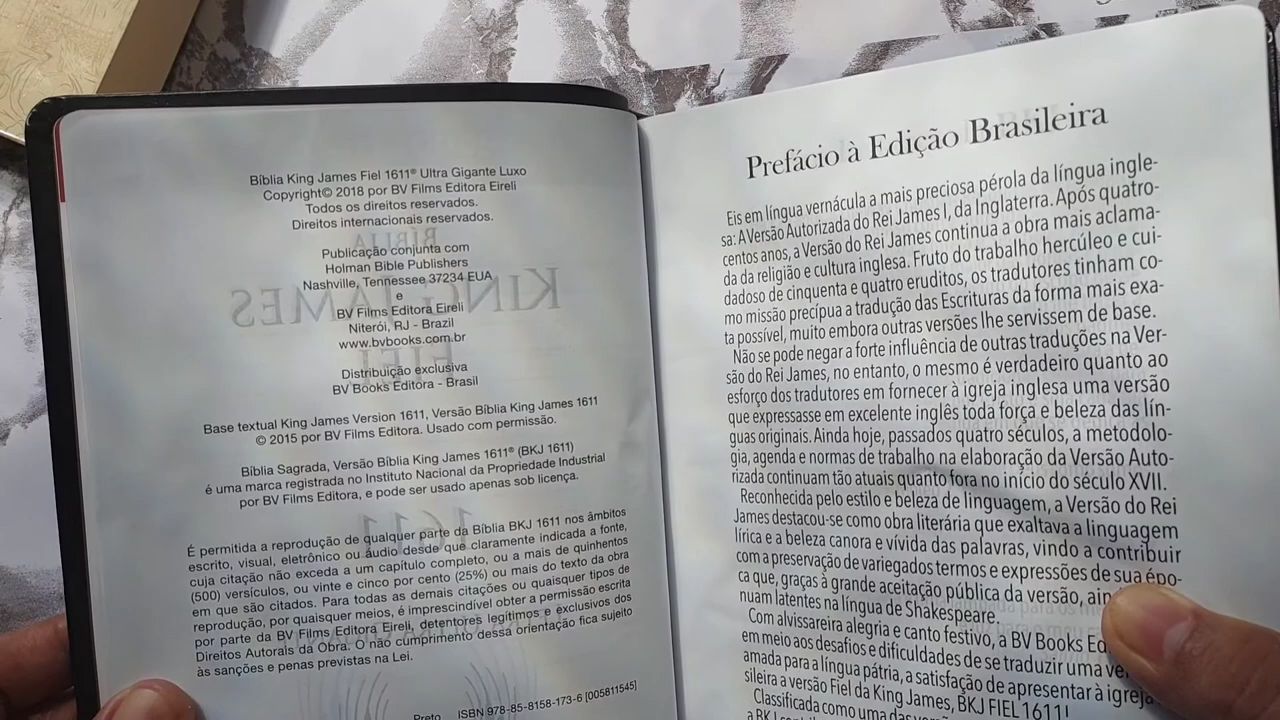 Bíblia King James Fiel 1611® Ultra Gigante Luxo
Copyright© 2018 por BV Films Editora Eireli
Todos os direitos reservados.
Direitos internacionais reservados.
Publicação conjunta com
Holman Bible Publishers
Nashville, Tennessee 37234 EUA
e
BV Films Editora Eireli
Niterói, RJ - Brazil
www.bvbooks.com.br
Distribuição exclusiva
BV Books Editora - Brasil
Base textual King James Version 1611, Versão Bíblia King James 1611
© 2015 por BV Films Editora. Usado com permissão.
Bíblia Sagrada, Versão Bíblia King James 1611® (BKJ 1611)
é uma marca registrada no Instituto Nacional da Propriedade Industrial
por BV Films Editora, e pode ser usado apenas sob licença.
É permitida a reprodução de qualquer parte da Bíblia BKJ 1611 nos âmbitos
escrito, visual, eletrônico ou áudio desde que claramente indicada a fonte,
cuja citação não exceda a um capítulo completo, ou a mais de quinhentos
(500) versículos, ou vinte e cinco por cento (25%) ou mais do texto da obra
em que são citados. Para todas as demais citações ou quaisquer tipos de
reprodução, por quaisquer meios, é imprescindível obter a permissão escrita
por parte da BV Films Editora Eireli, detentores legítimos e exclusivos dos
Direitos Autorals da Obra. O não cumprimento dessa orientação fica sujeito
às sanções e penas previstas na Lei.
Preto ISBN 978-85-8158-173-6 [005811545]
Prefácio à Edição Brasileira
Eis em língua vernácula a mais preciosa pérola da língua ingle-
sa: A Versão Autorizada do Rei James I, da Inglaterra. Após quatro-
centos anos, a Versão do Rei James continua a obra mais aclama-
da da religião e cultura inglesa. Fruto do trabalho hercúleo e cui-
dadoso de cinquenta e quatro eruditos, os tradutores tinham co-
mo missão precípua a tradução das Escrituras da forma mais exa-
ta possível, muito embora outras versões lhe servissem de base.
Não se pode negar a forte influência de outras traduções na Ver-
são do Rei James, no entanto, o mesmo é verdadeiro quanto ao
esforço dos tradutores em fornecer à igreja inglesa uma versão
que expressasse em excelente inglês toda força e beleza das lín-
guas originais. Ainda hoje, passados quatro séculos, a metodolo-
gia, agenda e normas de trabalho na elaboração da Versão Auto-
rizada continuam tão atuais quanto fora no início do século XVII.
Reconhecida pelo estilo e beleza de linguagem, a Versão do Rei
James destacou-se como obra literária que exaltava a linguagem
lírica e a beleza canora e vívida das palavras, vindo a contribuir
com a preservação de variegados termos e expressões de sua épo-
ca que, graças à grande aceitação pública da versão,
nuam latentes na língua de Shakespeare.
Com alvissareira alegria e canto festivo, a BV Books
em meio aos desafios e dificuldades de se traduzir uma
amada para a língua pátria, a satisfação de apresentar à igreja
sileira a versão Fiel da King James, BKJ FIEL 1611!
Classificada como uma das